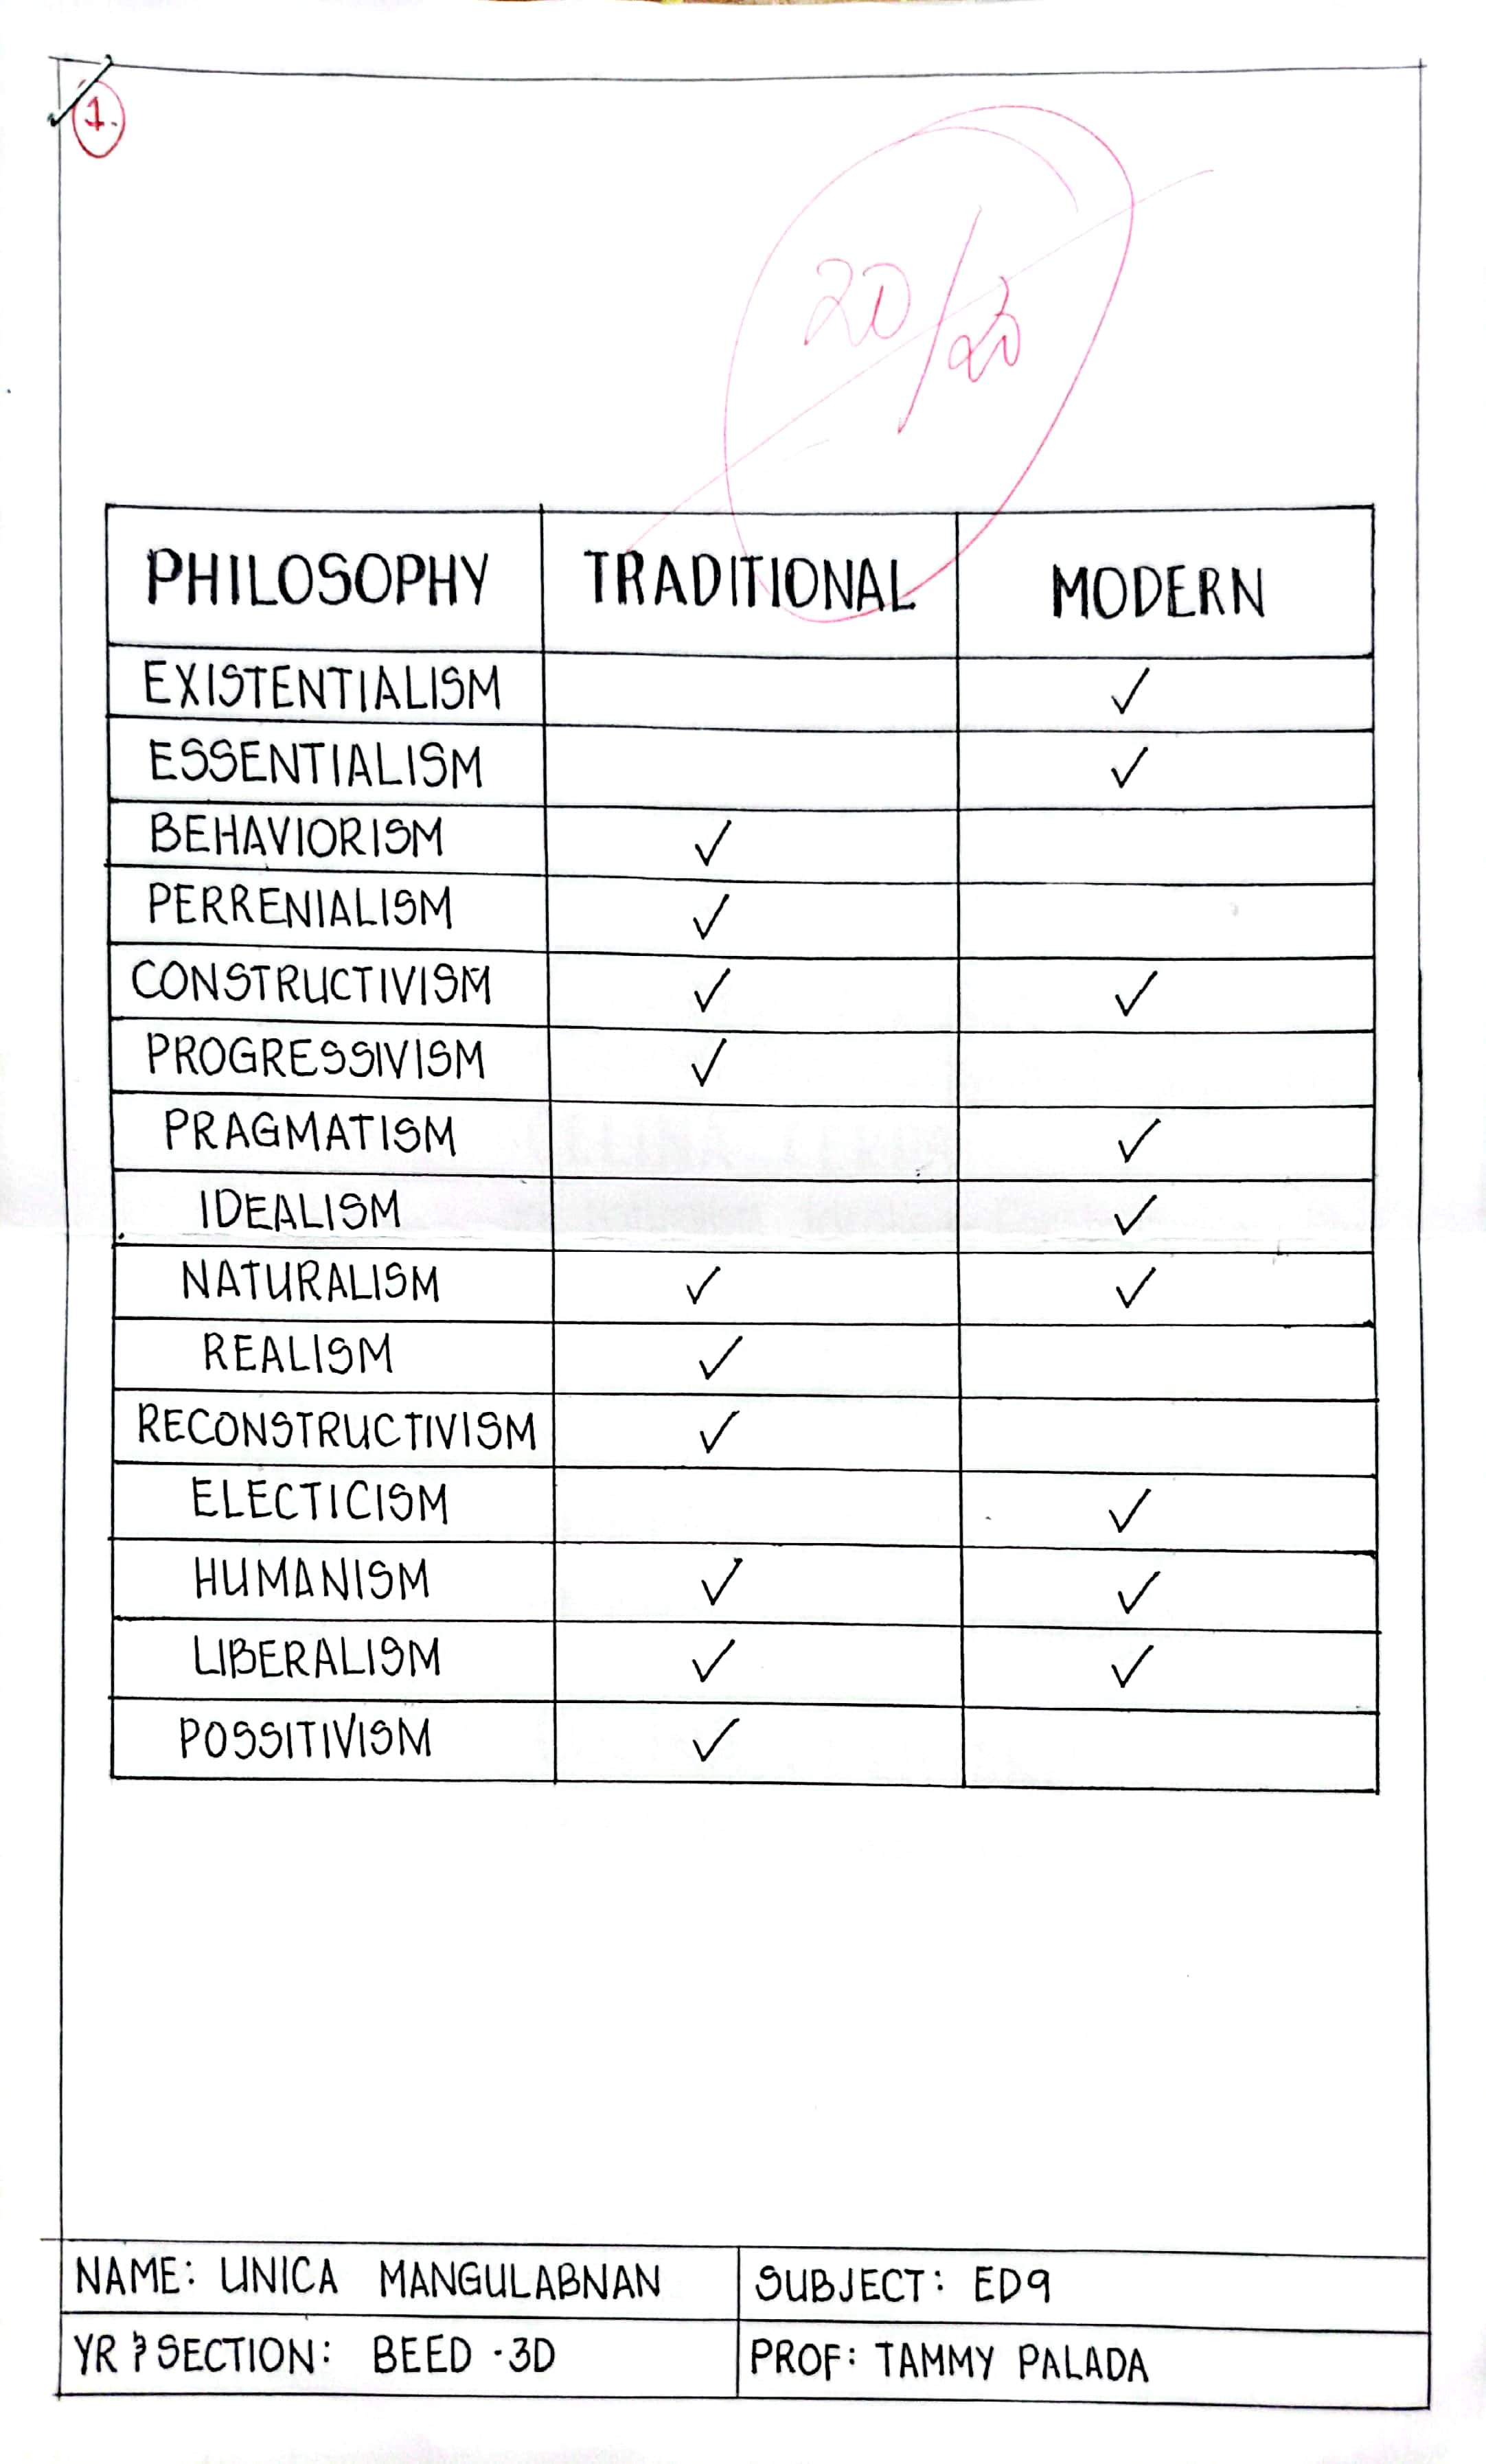 1.
20/20
PHILOSOPHY TRADITIONAL MODERN
EXISTENTIALISM ✓
ESSENTIALISM ✓
BEHAVIORISM ✓
PERRENIALISM ✓
CONSTRUCTIVISM ✓ ✓
PROGRESSIVISM ✓
PRAGMATISM ✓
IDEALISM ✓
NATURALISM ✓ ✓
REALISM ✓
RECONSTRUCTIVISM ✓
ELECTICISM ✓
HUMANISM ✓ ✓
LIBERALISM ✓ ✓
POSSITIVISM ✓
NAME: UNICA MANGULABNAN SUBJECT: ED9
YR & SECTION: BEED - 3D PROF: TAMMY PALADA